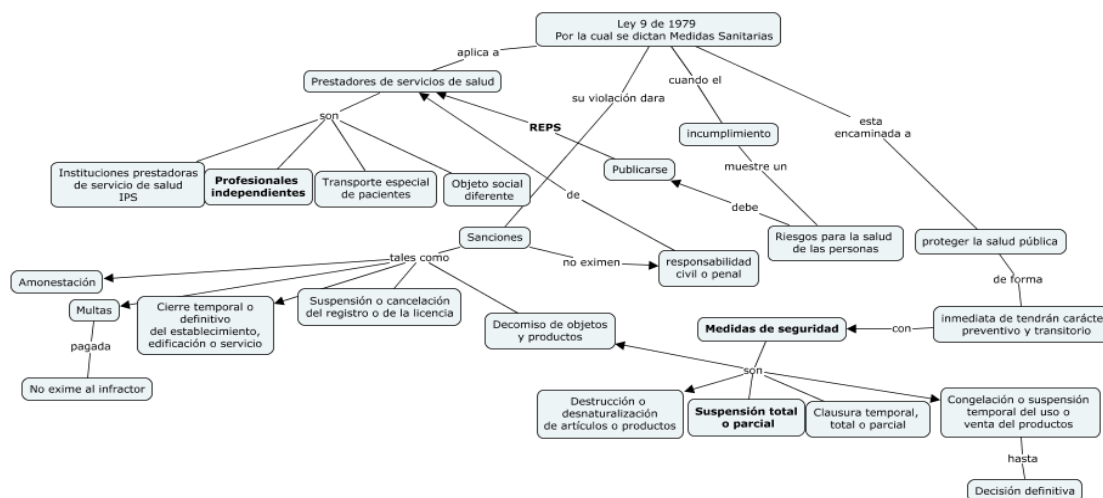 Ley 9 de 1979
Por la cual se dictan Medidas Sanitarias
aplica a
Prestadores de servicios de salud
cuando el
su violación dara
esta
encaminada a
son
REPS
incumplimiento
Publicarse
muestre un
Instituciones prestadoras
de servicio de salud
IPS
Profesionales
independientes
Transporte especial
de pacientes
Objeto social
diferente
de
debe
Sanciones
Riesgos para la salud
de las personas
proteger la salud pública
tales como
no eximen
responsabilidad
civil o penal
de forma
Amonestación
Multas
Cierre temporal o
definitivo
del establecimiento,
edificación o servicio
Suspensión o cancelación
del registro o de la licencia
Decomiso de objetos
y productos
Medidas de seguridad
con
inmediata de tendrán carácte
preventivo y transitorio
pagada
No exime al infractor
son
Destrucción o
desnaturalización
de artículos o productos
Suspensión total
o parcial
Clausura temporal,
total o parcial
Congelación o suspensión
temporal del uso o
venta del productos
hasta
Decisión definitiva